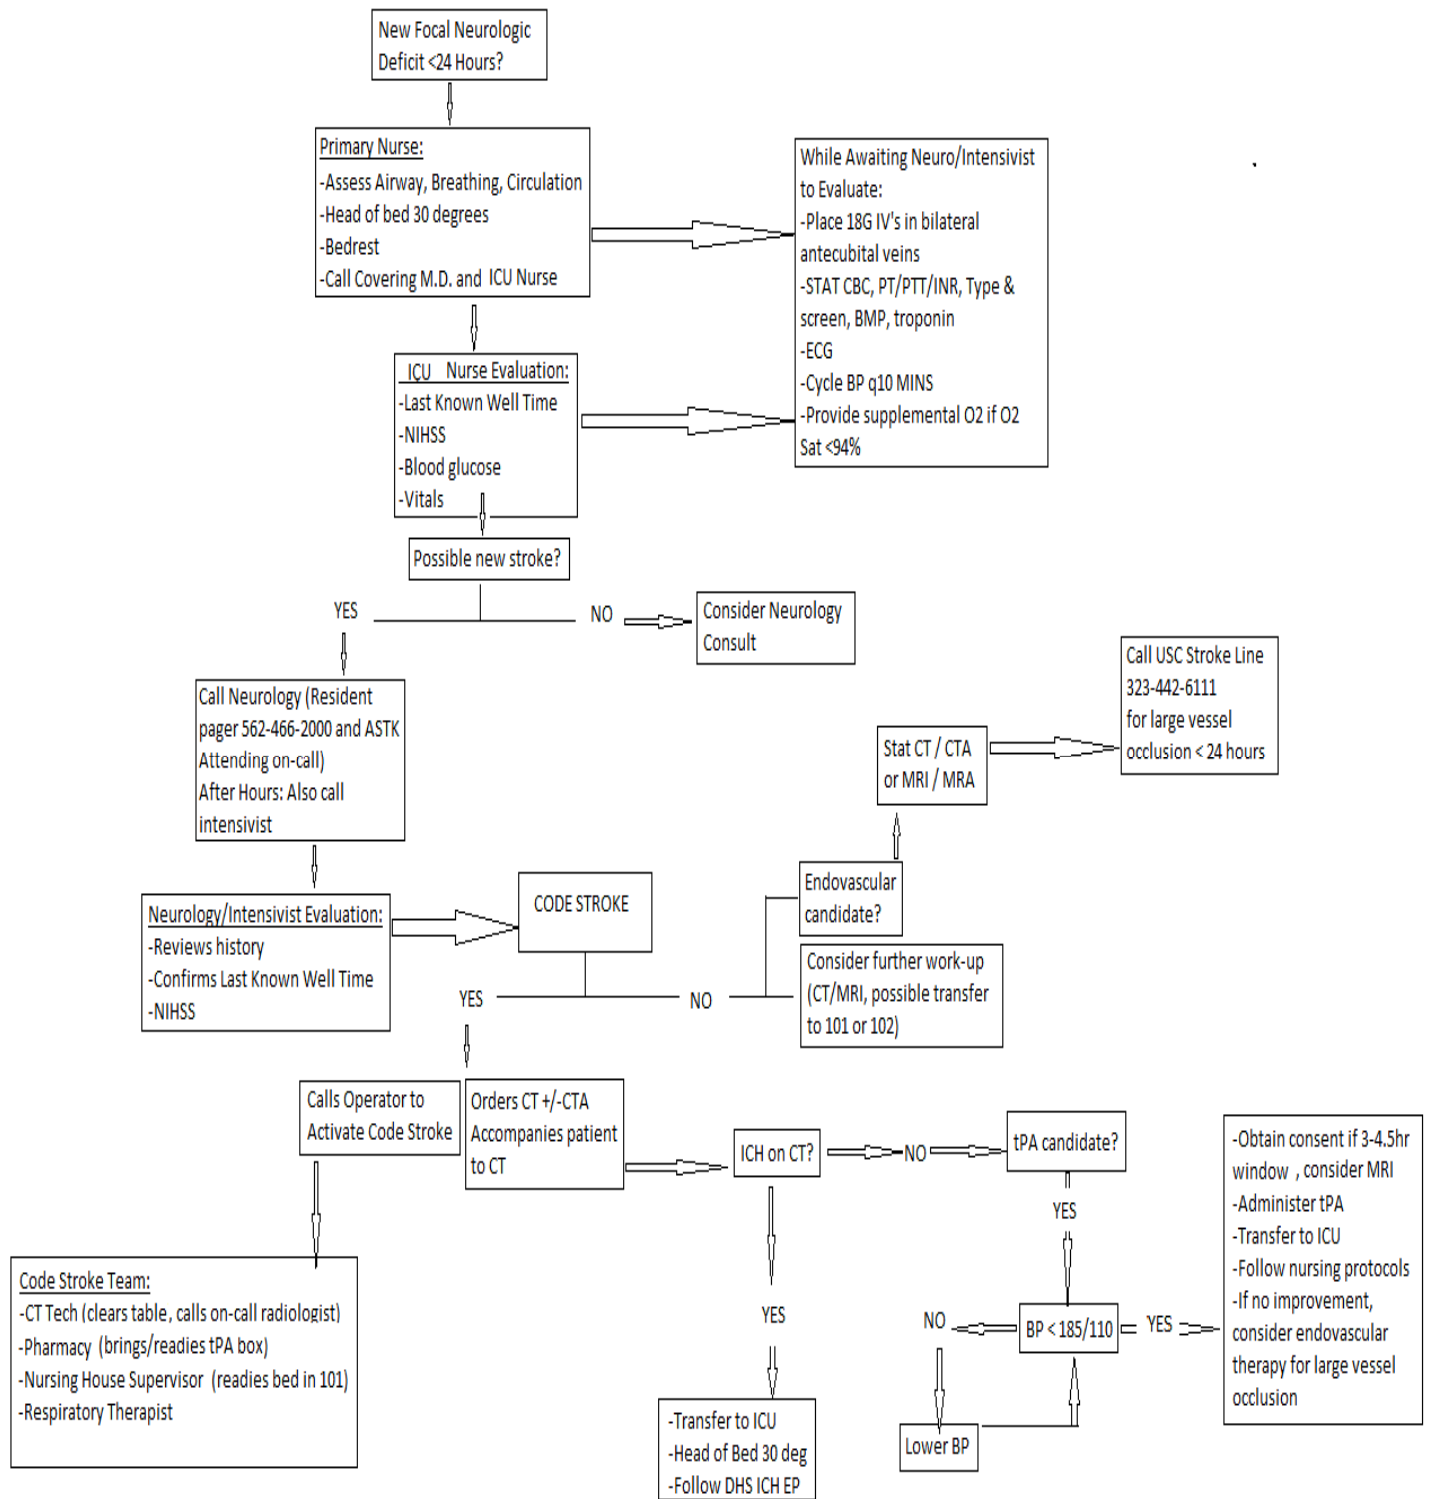 New Focal Neurologic
Deficit <24 Hours?
Primary Nurse:
-Assess Airway, Breathing, Circulation
-Head of bed 30 degrees
-Bedrest
-Call Covering M.D. and ICU Nurse
While Awaiting Neuro/Intensivist
to Evaluate:
-Place 18G IV's in bilateral
antecubital veins
-STAT CBC, PT/PTT/INR, Type &
screen, BMP, troponin
-ECG
-Cycle BP q10 MINS
-Provide supplemental O2 if O2
Sat <94%
ICU Nurse Evaluation:
-Last Known Well Time
-NIHSS
-Blood glucose
-Vitals
Possible new stroke?
YES
NO
Consider Neurology
Consult
Call Neurology (Resident
pager 562-466-2000 and ASTK
Attending on-call)
After Hours: Also call
intensivist
Call USC Stroke Line
323-442-6111
for large vessel
occlusion < 24 hours
Stat CT / CTA
or MRI / MRA
Endovascular
candidate?
Neurology/Intensivist Evaluation:
-Reviews history
-Confirms Last Known Well Time
-NIHSS
CODE STROKE
YES
NO
Consider further work-up
(CT/MRI, possible transfer
to 101 or 102)
Calls Operator to
Activate Code Stroke
Orders CT +/-CTA
Accompanies patient
to CT
ICH on CT?
NO
tPA candidate?
YES
-Obtain consent if 3-4.5hr
window , consider MRI
-Administer tPA
-Transfer to ICU
-Follow nursing protocols
-If no improvement,
consider endovascular
therapy for large vessel
occlusion
Code Stroke Team:
-CT Tech (clears table, calls on-call radiologist)
-Pharmacy (brings/readies tPA box)
-Nursing House Supervisor (readies bed in 101)
-Respiratory Therapist
YES
NO
BP < 185/110
YES
Lower BP
-Transfer to ICU
-Head of Bed 30 deg
-Follow DHS ICH EP